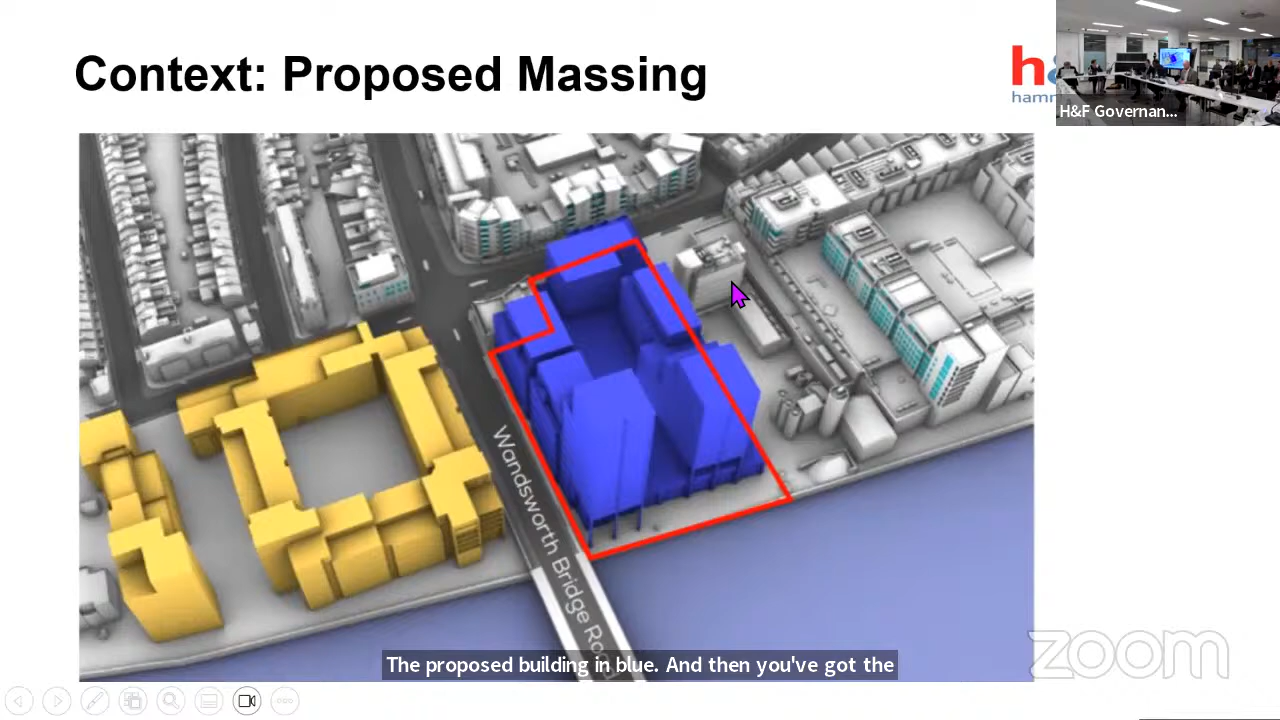 Context: Proposed Massing
h&
hamm
H&F Governan...
Wandsworth Bridge Road
The proposed building in blue. And then you've got the
zoom